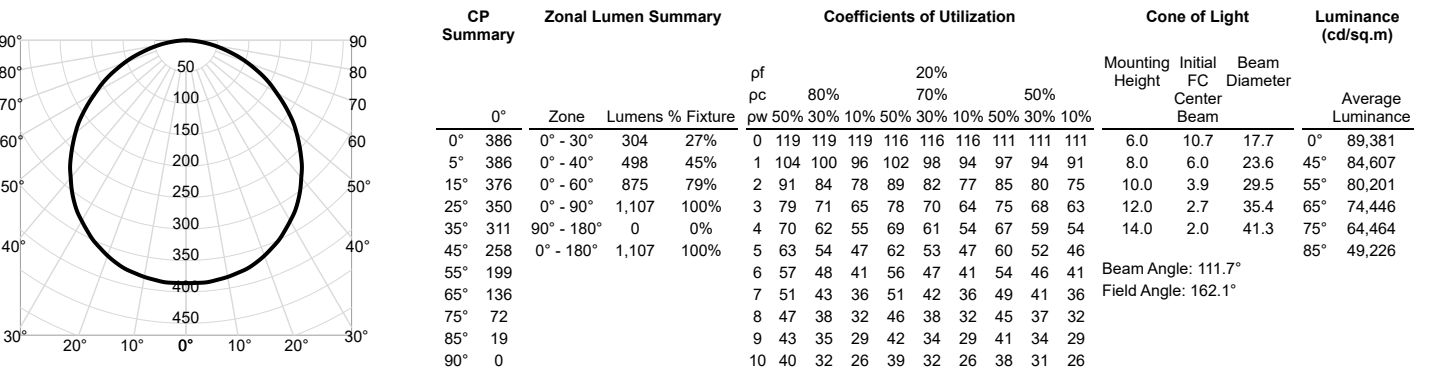 90° 90
80° 80
70° 70
60° 60
50° 50°
40° 40°
30° 20° 10° 0° 10° 20° 30°
50
100
150
200
250
300
350
400
450
CP Summary
0°
0° 386
5° 386
15° 376
25° 350
35° 311
45° 258
55° 199
65° 136
75° 72
85° 19
90° 0
Zonal Lumen Summary
Zone Lumens % Fixture
0° - 30° 304 27%
0° - 40° 498 45%
0° - 60° 875 79%
0° - 90° 1,107 100%
90° - 180° 0 0%
0° - 180° 1,107 100%
Coefficients of Utilization
ρf 20%
ρc 80% 70% 50%
ρw 50% 30% 10% 50% 30% 10% 50% 30% 10%
0 119 119 119 116 116 116 111 111 111
1 104 100 96 102 98 94 97 94 91
2 91 84 78 89 82 77 85 80 75
3 79 71 65 78 70 64 75 68 63
4 70 62 55 69 61 54 67 59 54
5 63 54 47 62 53 47 60 52 46
6 57 48 41 56 47 41 54 46 41
7 51 43 36 51 42 36 49 41 36
8 47 38 32 46 38 32 45 37 32
9 43 35 29 42 34 29 41 34 29
10 40 32 26 39 32 26 38 31 26
Cone of Light
Mounting Height Initial FC Center Beam Beam Diameter
6.0 10.7 17.7
8.0 6.0 23.6
10.0 3.9 29.5
12.0 2.7 35.4
14.0 2.0 41.3
Beam Angle: 111.7°
Field Angle: 162.1°
Luminance
(cd/sq.m)
Average
Luminance
0° 89,381
45° 84,607
55° 80,201
65° 74,446
75° 64,464
85° 49,226